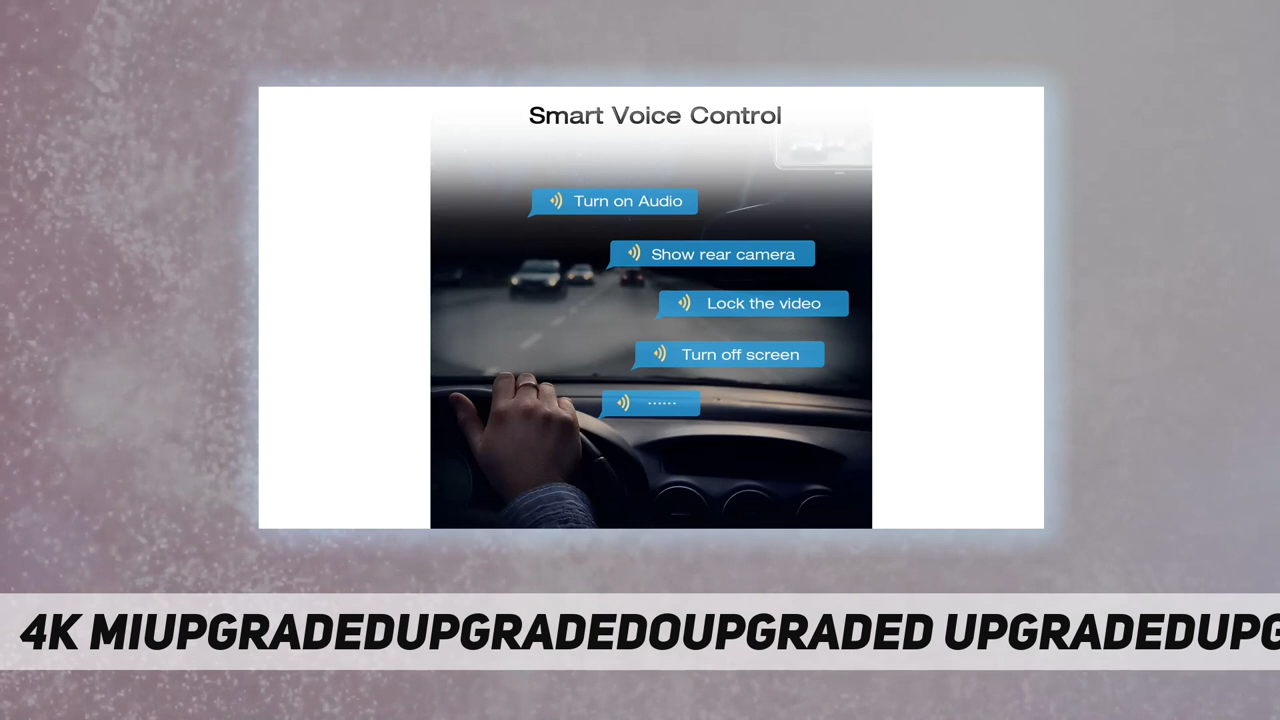 Smart Voice Control
Turn on Audio
Show rear camera
Lock the video
Turn off screen
......
4K MIUPGRADEDUPGRADEDOUPGRADED UPGRADEDUPG